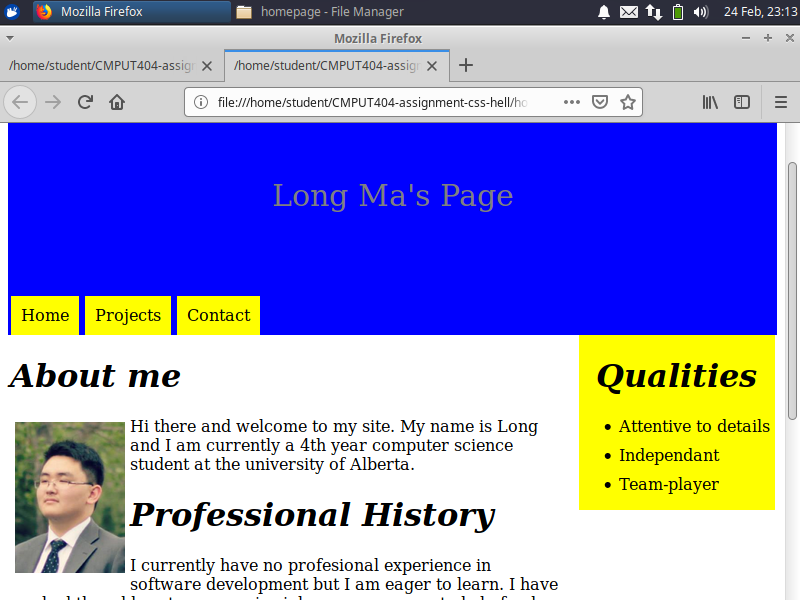 Mozilla Firefox
homepage - File Manager
24 Feb, 23:13
Mozilla Firefox
/home/student/CMPUT404-assign
/home/student/CMPUT404-assig
file:///home/student/CMPUT404-assignment-css-hell/ho
Long Ma's Page
Home
Projects
Contact
About me
Hi there and welcome to my site. My name is Long
and I am currently a 4th year computer science
student at the university of Alberta.
Professional History
I currently have no profesional experience in
software development but I am eager to learn. I have
Qualities
• Attentive to details
• Independant
• Team-player